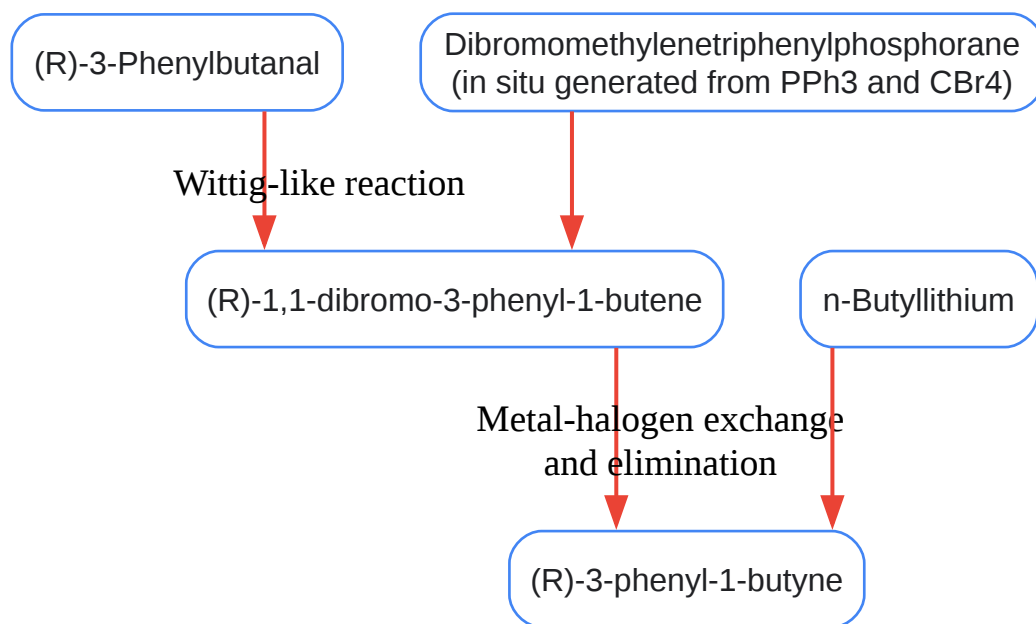 (R)-3-Phenylbutanal
Dibromomethylenetriphenylphosphorane
(in situ generated from PPh3 and CBr4)
Wittig-like reaction
(R)-1,1-dibromo-3-phenyl-1-butene
n-Butyllithium
Metal-halogen exchange
and elimination
(R)-3-phenyl-1-butyne